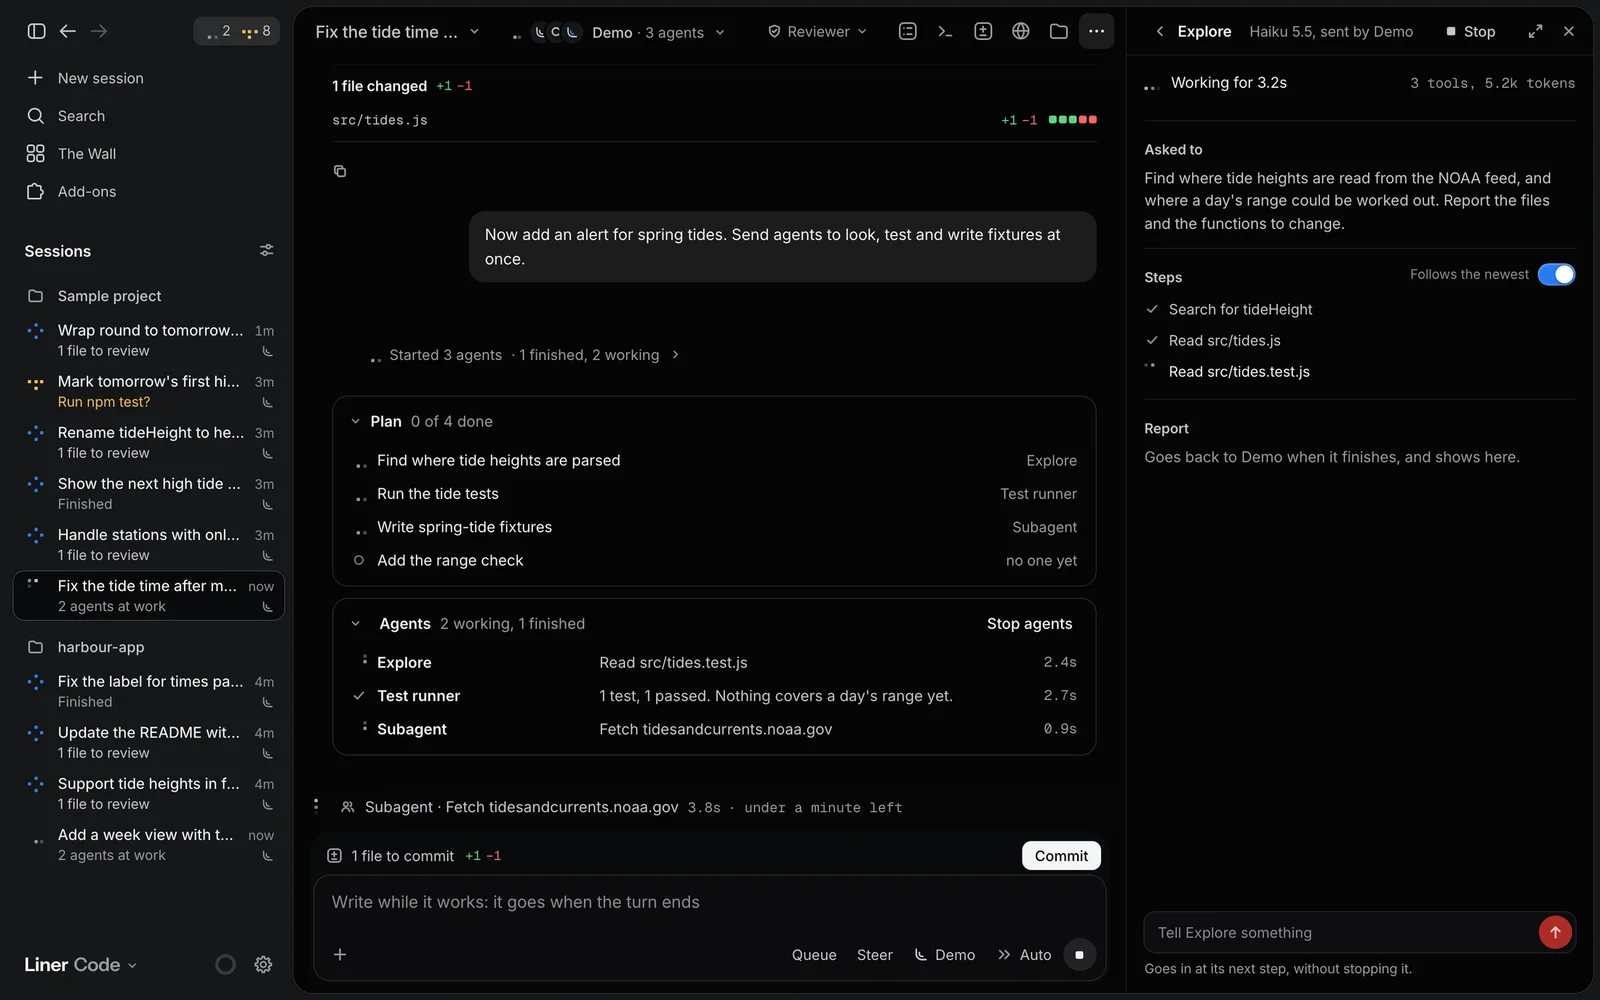 2 8
New session
Search
The Wall
Add-ons
Sessions
Sample project
Wrap round to tomorrow... 1m
1 file to review
Mark tomorrow's first hi... 3m
Run npm test?
Rename tideHeight to he... 3m
1 file to review
Show the next high tide ... 3m
Finished
Handle stations with onl... 3m
1 file to review
Fix the tide time after m... now
2 agents at work
harbour-app
Fix the label for times pa... 4m
Finished
Update the README wit... 4m
1 file to review
Support tide heights in f... 4m
1 file to review
Add a week view with t... now
2 agents at work
Liner Code
Fix the tide time ... Demo · 3 agents Reviewer
1 file changed +1 −1
src/tides.js +1 −1
Now add an alert for spring tides. Send agents to look, test and write fixtures at
once.
Started 3 agents · 1 finished, 2 working
Plan 0 of 4 done
Find where tide heights are parsed Explore
Run the tide tests Test runner
Write spring-tide fixtures Subagent
Add the range check no one yet
Agents 2 working, 1 finished Stop agents
Explore Read src/tides.test.js 2.4s
Test runner 1 test, 1 passed. Nothing covers a day's range yet. 2.7s
Subagent Fetch tidesandcurrents.noaa.gov 0.9s
Subagent · Fetch tidesandcurrents.noaa.gov 3.8s · under a minute left
1 file to commit +1 −1 Commit
Write while it works: it goes when the turn ends
Queue Steer Demo Auto
Explore Haiku 5.5, sent by Demo Stop
Working for 3.2s 3 tools, 5.2k tokens
Asked to
Find where tide heights are read from the NOAA feed, and
where a day's range could be worked out. Report the files
and the functions to change.
Steps Follows the newest
Search for tideHeight
Read src/tides.js
Read src/tides.test.js
Report
Goes back to Demo when it finishes, and shows here.
Tell Explore something
Goes in at its next step, without stopping it.